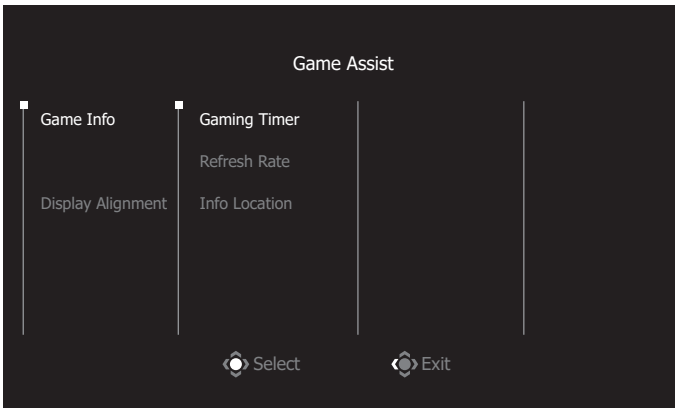 Game Assist
Game Info
Display Alignment
Gaming Timer
Refresh Rate
Info Location
Select
Exit